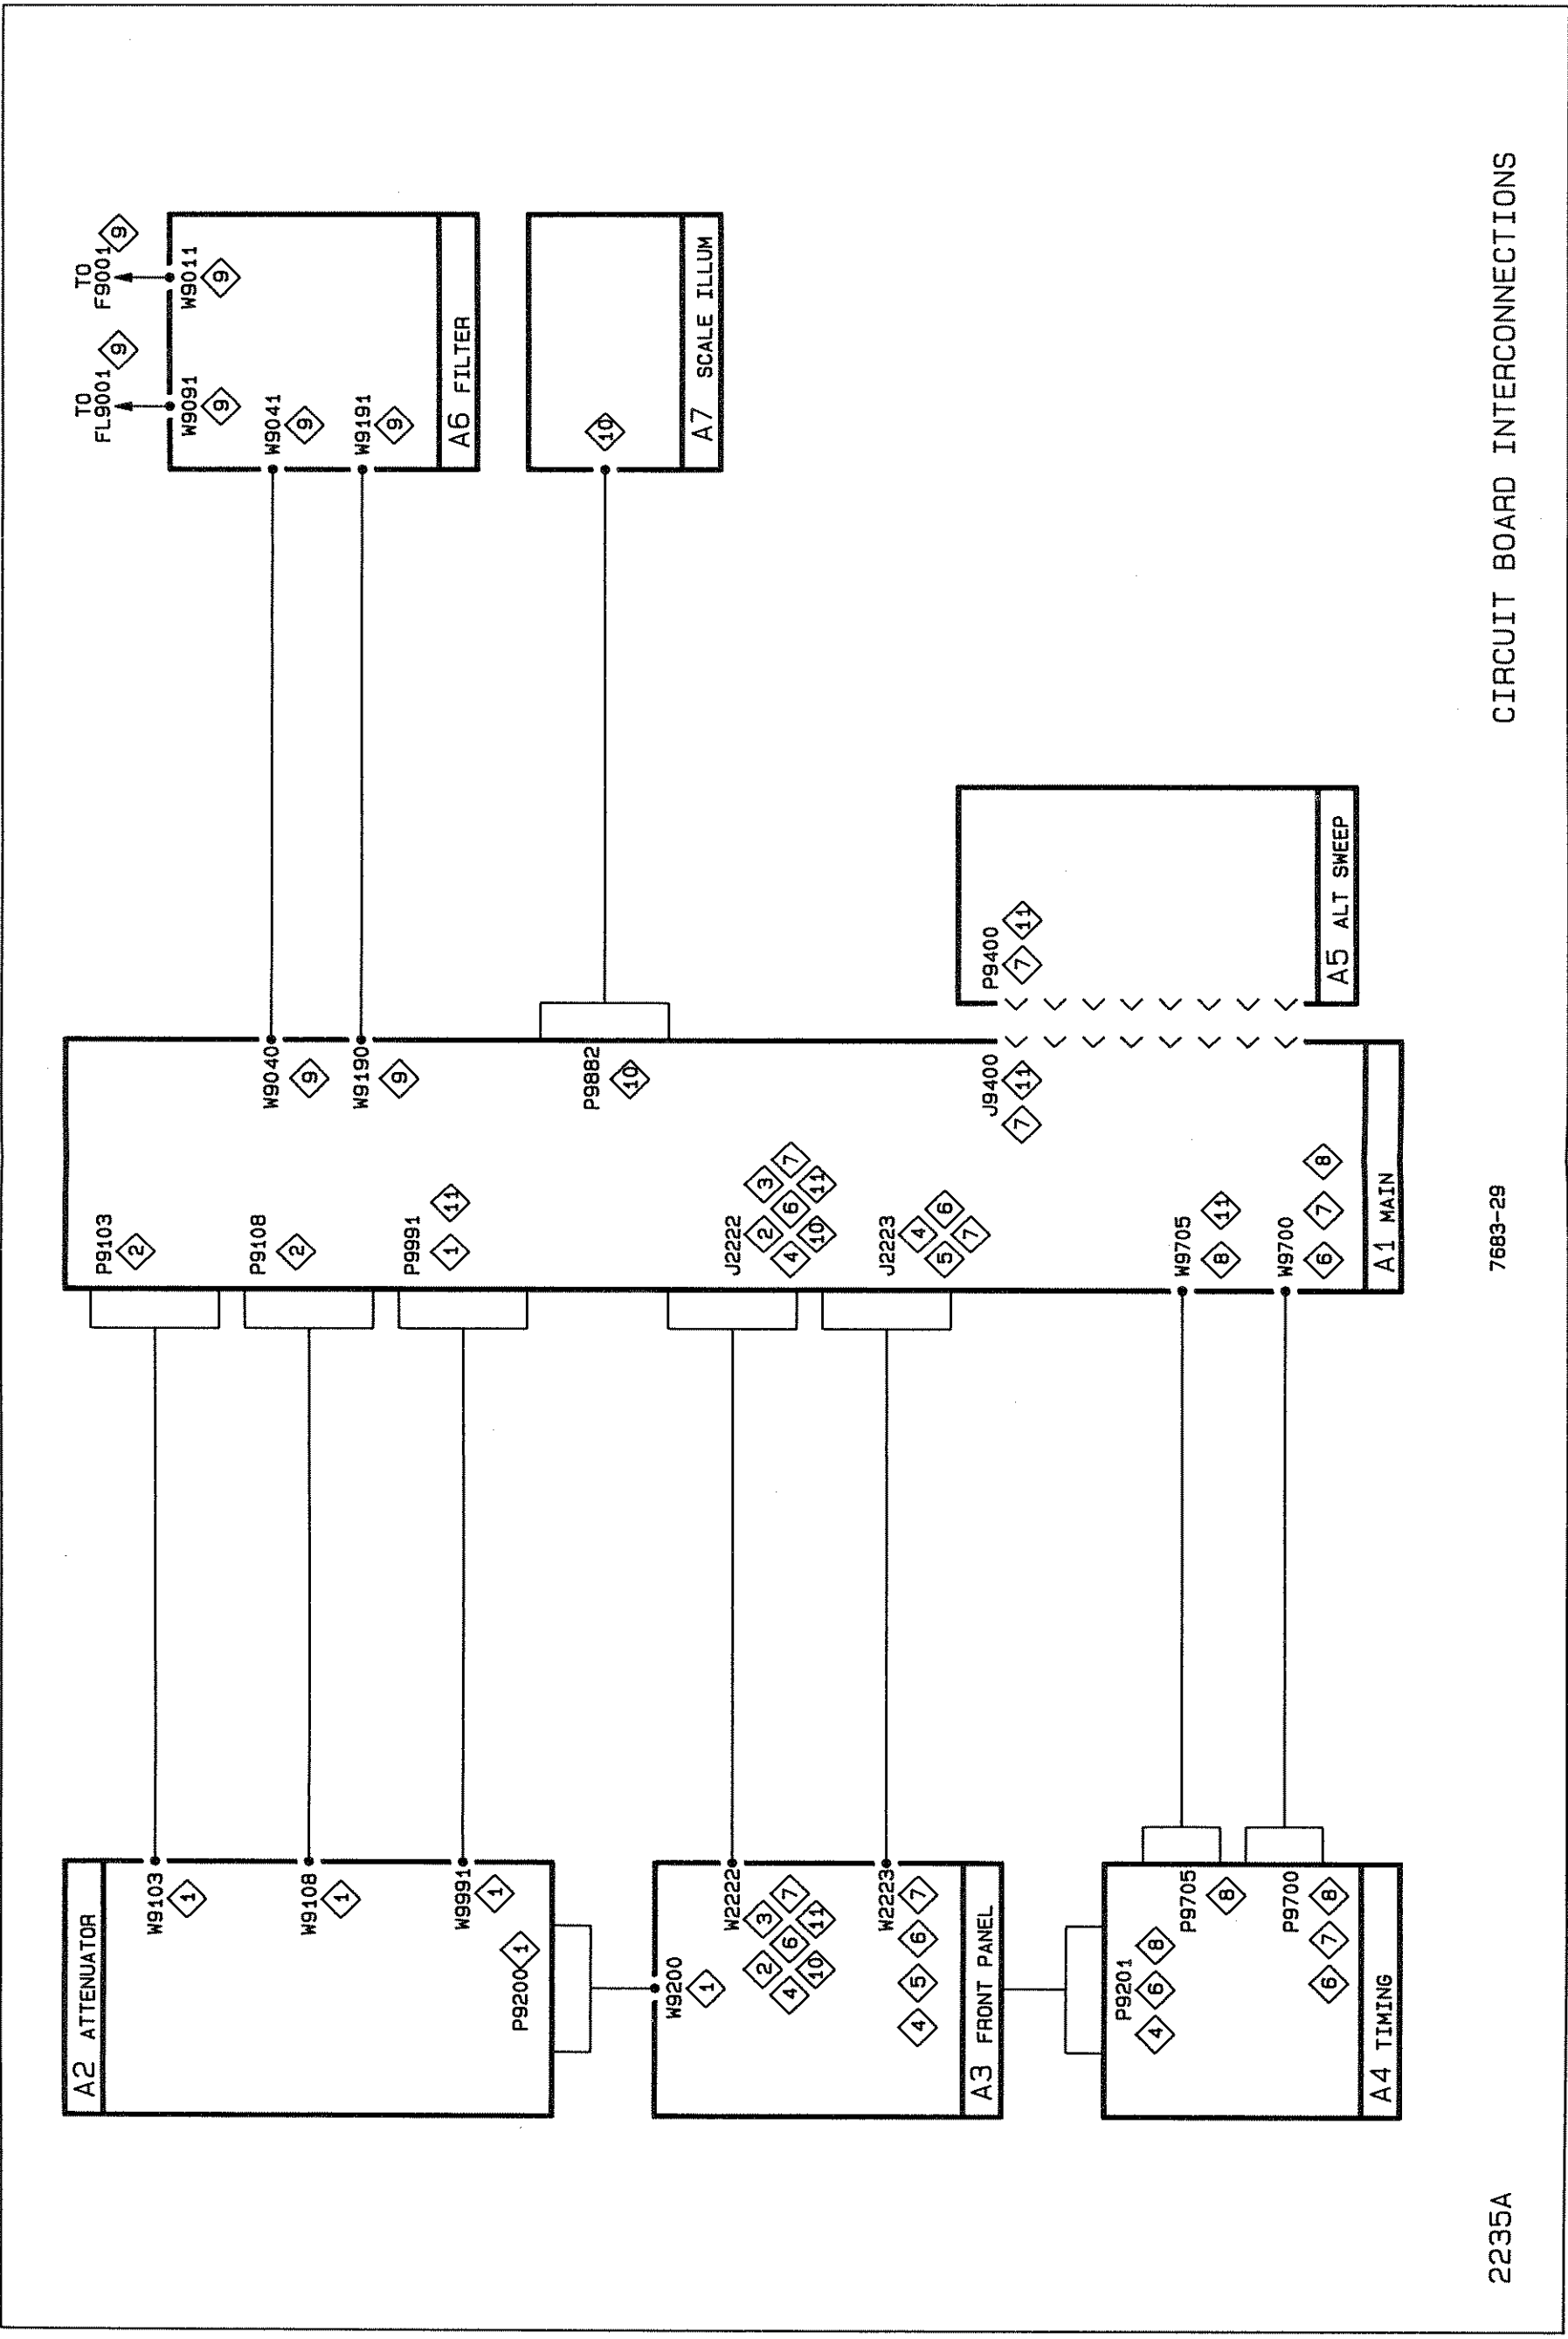 A2 ATTENUATOR
W9103
1
W9108
1
W9991
1
P9200
1
W9200
1
W2222
2 3
4 6 7
10 11
W2223
4 5 6 7
A3 FRONT PANEL
P9201
4 6 8
P9705
8
P9700
6 7 8
A4 TIMING
P9103
2
P9108
2
P9991
1 11
J2222
2 3
4 6 7
10 11
J2223
4 6
5 7
W9705
8 11
W9700
6 7 8
A1 MAIN
W9040
9
W9190
9
P9882
10
J9400
7 11
P9400
7 11
A5 ALT SWEEP
TO
FL9001
9
TO
F9001
9
W9091
9
W9011
9
W9041
9
W9191
9
A6 FILTER
10
A7 SCALE ILLUM
2235A
7683-29
CIRCUIT BOARD INTERCONNECTIONS